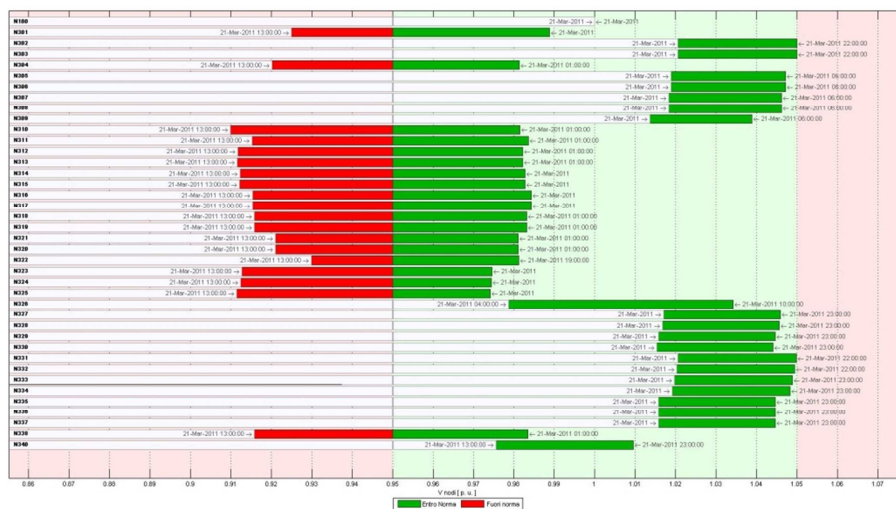 N100 21-Mar-2011 → ← 21-Mar-2011
N301 21-Mar-2011 13:00:00 → ← 21-Mar-2011
N302 21-Mar-2011 → ← 21-Mar-2011 22:00:00
N303 21-Mar-2011 → ← 21-Mar-2011 22:00:00
N304 21-Mar-2011 13:00:00 → ← 21-Mar-2011 01:00:00
N305 21-Mar-2011 → ← 21-Mar-2011 06:00:00
N306 21-Mar-2011 → ← 21-Mar-2011 06:00:00
N307 21-Mar-2011 → ← 21-Mar-2011 06:00:00
N308 21-Mar-2011 → ← 21-Mar-2011 06:00:00
N309 21-Mar-2011 → ← 21-Mar-2011 06:00:00
N310 21-Mar-2011 13:00:00 → ← 21-Mar-2011 01:00:00
N311 21-Mar-2011 13:00:00 → ← 21-Mar-2011 01:00:00
N312 21-Mar-2011 13:00:00 → ← 21-Mar-2011 01:00:00
N313 21-Mar-2011 13:00:00 → ← 21-Mar-2011 01:00:00
N314 21-Mar-2011 13:00:00 → ← 21-Mar-2011
N315 21-Mar-2011 13:00:00 → ← 21-Mar-2011
N316 21-Mar-2011 13:00:00 → ← 21-Mar-2011
N317 21-Mar-2011 13:00:00 → ← 21-Mar-2011
N318 21-Mar-2011 13:00:00 → ← 21-Mar-2011 01:00:00
N319 21-Mar-2011 13:00:00 → ← 21-Mar-2011 01:00:00
N321 21-Mar-2011 13:00:00 → ← 21-Mar-2011 01:00:00
N320 21-Mar-2011 13:00:00 → ← 21-Mar-2011 01:00:00
N322 21-Mar-2011 13:00:00 → ← 21-Mar-2011 19:00:00
N323 21-Mar-2011 13:00:00 → ← 21-Mar-2011
N324 21-Mar-2011 13:00:00 → ← 21-Mar-2011
N325 21-Mar-2011 13:00:00 → ← 21-Mar-2011
N326 21-Mar-2011 04:00:00 → ← 21-Mar-2011 10:00:00
N327 21-Mar-2011 → ← 21-Mar-2011 23:00:00
N328 21-Mar-2011 → ← 21-Mar-2011 23:00:00
N329 21-Mar-2011 → ← 21-Mar-2011 23:00:00
N330 21-Mar-2011 → ← 21-Mar-2011 23:00:00
N331 21-Mar-2011 → ← 21-Mar-2011 22:00:00
N332 21-Mar-2011 → ← 21-Mar-2011 22:00:00
N333 21-Mar-2011 → ← 21-Mar-2011 23:00:00
N334 21-Mar-2011 → ← 21-Mar-2011 23:00:00
N335 21-Mar-2011 → ← 21-Mar-2011 23:00:00
N336 21-Mar-2011 → ← 21-Mar-2011 23:00:00
N337 21-Mar-2011 → ← 21-Mar-2011 23:00:00
21-Mar-2011 13:00:00 → ← 21-Mar-2011 01:00:00
N340 21-Mar-2011 13:00:00 → ← 21-Mar-2011 23:00:00
0.86 0.87 0.88 0.89 0.9 0.91 0.92 0.93 0.94 0.95 0.96 0.97 0.98 0.99 1 1.01 1.02 1.03 1.04 1.05 1.06 1.07
V nodi [ p. u. ]
Entro Norma Fuori norma